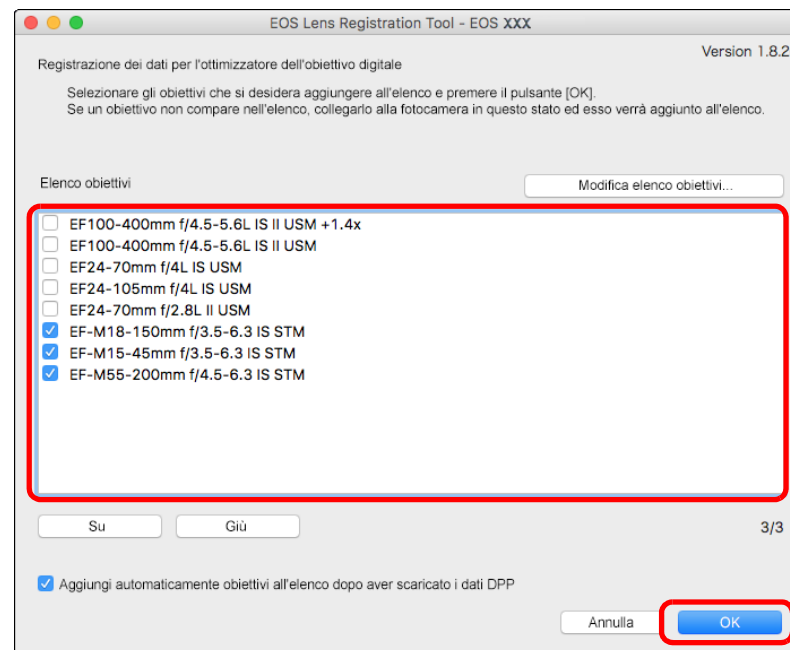 EOS Lens Registration Tool - EOS XXX
Version 1.8.2
Registrazione dei dati per l'ottimizzatore dell'obiettivo digitale
Selezionare gli obiettivi che si desidera aggiungere all'elenco e premere il pulsante [OK].
Se un obiettivo non compare nell'elenco, collegarlo alla fotocamera in questo stato ed esso verrà aggiunto all'elenco.
Elenco obiettivi
Modifica elenco obiettivi...
EF100-400mm f/4.5-5.6L IS II USM +1.4x
EF100-400mm f/4.5-5.6L IS II USM
EF24-70mm f/4L IS USM
EF24-105mm f/4L IS USM
EF24-70mm f/2.8L II USM
EF-M18-150mm f/3.5-6.3 IS STM
EF-M15-45mm f/3.5-6.3 IS STM
EF-M55-200mm f/4.5-6.3 IS STM
Su
Giù
3/3
Aggiungi automaticamente obiettivi all'elenco dopo aver scaricato i dati DPP
Annulla
OK